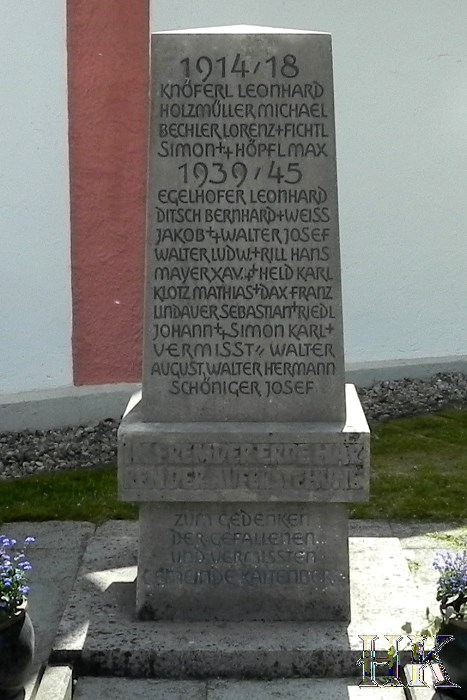 1914/18
KNÖFERL LEONHARD
HOLZMÜLLER MICHAEL
BECHLER LORENZ+FICHTL
SIMON++HÖPFL MAX
1939/45
EGELHOFER LEONHARD
DITSCH BERNHARD+WEISS
JAKOB++WALTER JOSEF
WALTER LUDW.+RILL HANS
MAYER XAV.++HELD KARL
KLOTZ MATHIAS+DAX FRANZ
LINDAUER SEBASTIAN+RIEDL
JOHANN++SIMON KARL+
VERMISST // WALTER
AUGUST, WALTER HERMANN
SCHÖNIGER JOSEF
IN FREMDER ERDE HAR
REN DER AUFERSTEHUNG
ZUM GEDENKEN
DER GEFALLENEN
UND VERMISSTEN
GEMEINDE
HK